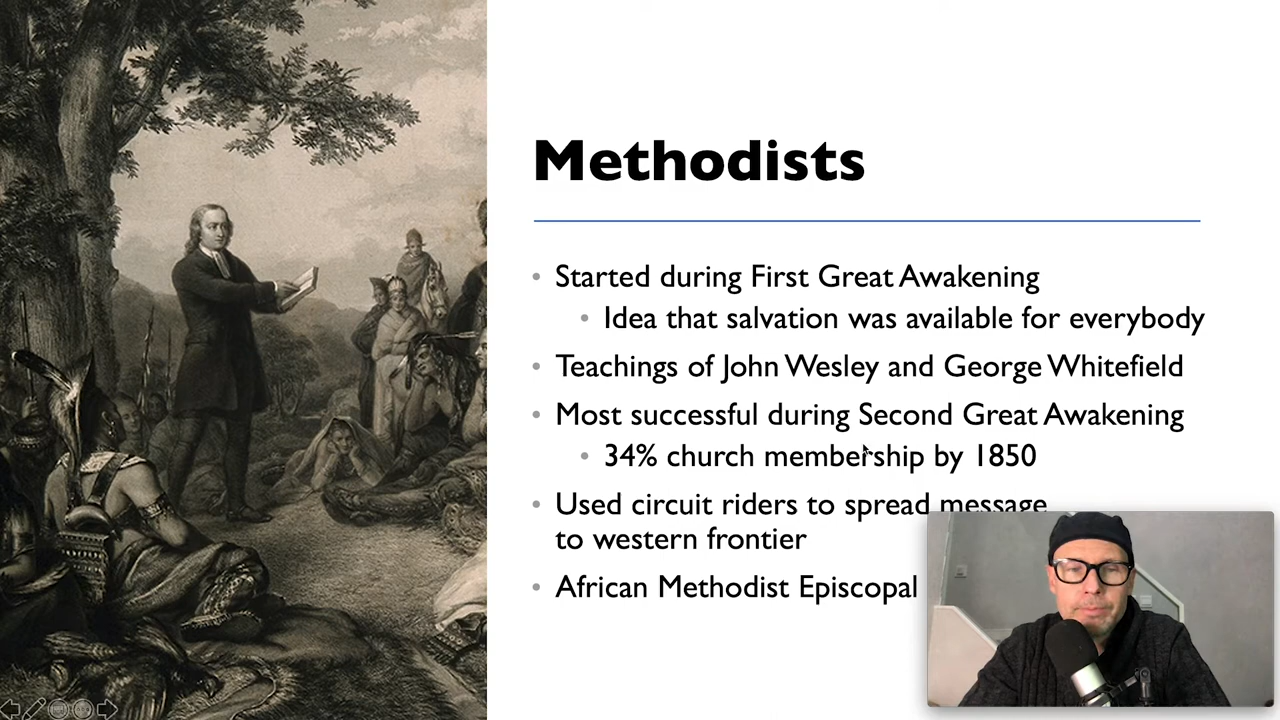 Methodists
• Started during First Great Awakening
• Idea that salvation was available for everybody
• Teachings of John Wesley and George Whitefield
• Most successful during Second Great Awakening
• 34% church membership by 1850
• Used circuit riders to spread message
to western frontier
• African Methodist Episcopal